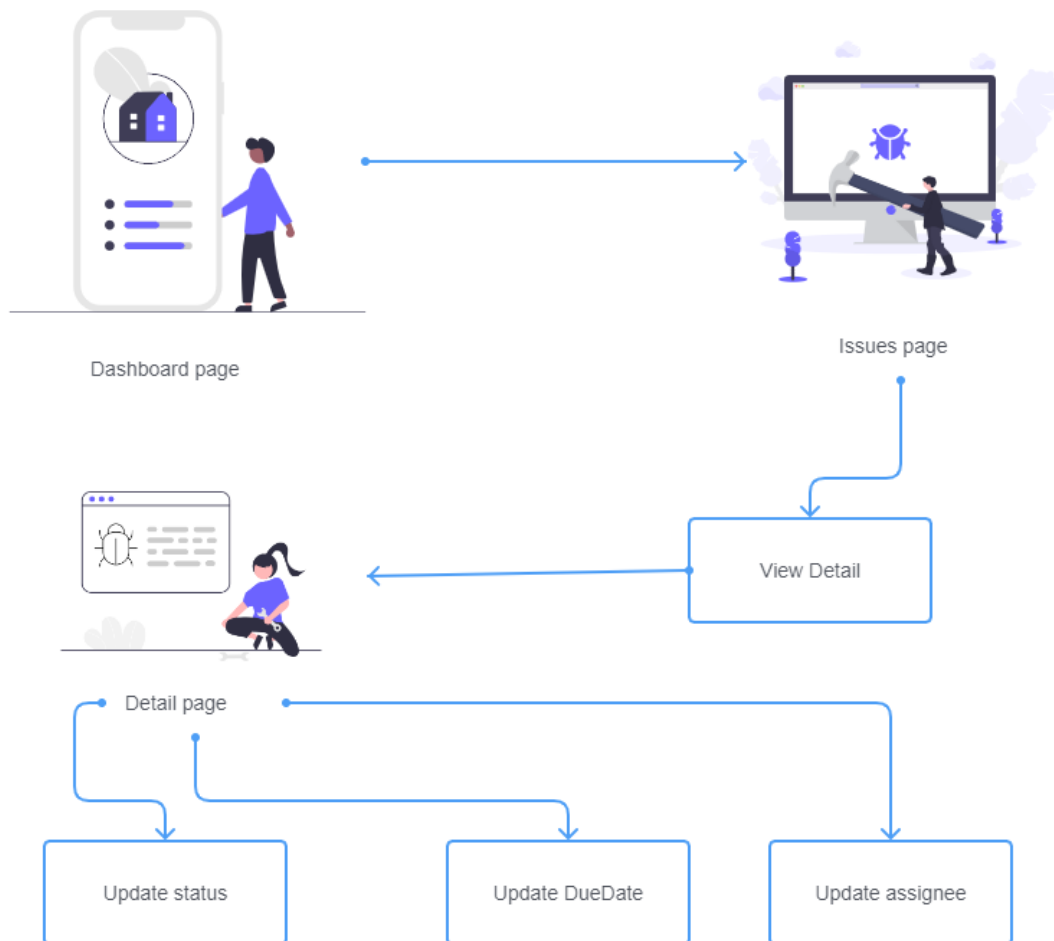 Dashboard page
Issues page
View Detail
Detail page
Update status
Update DueDate
Update assignee